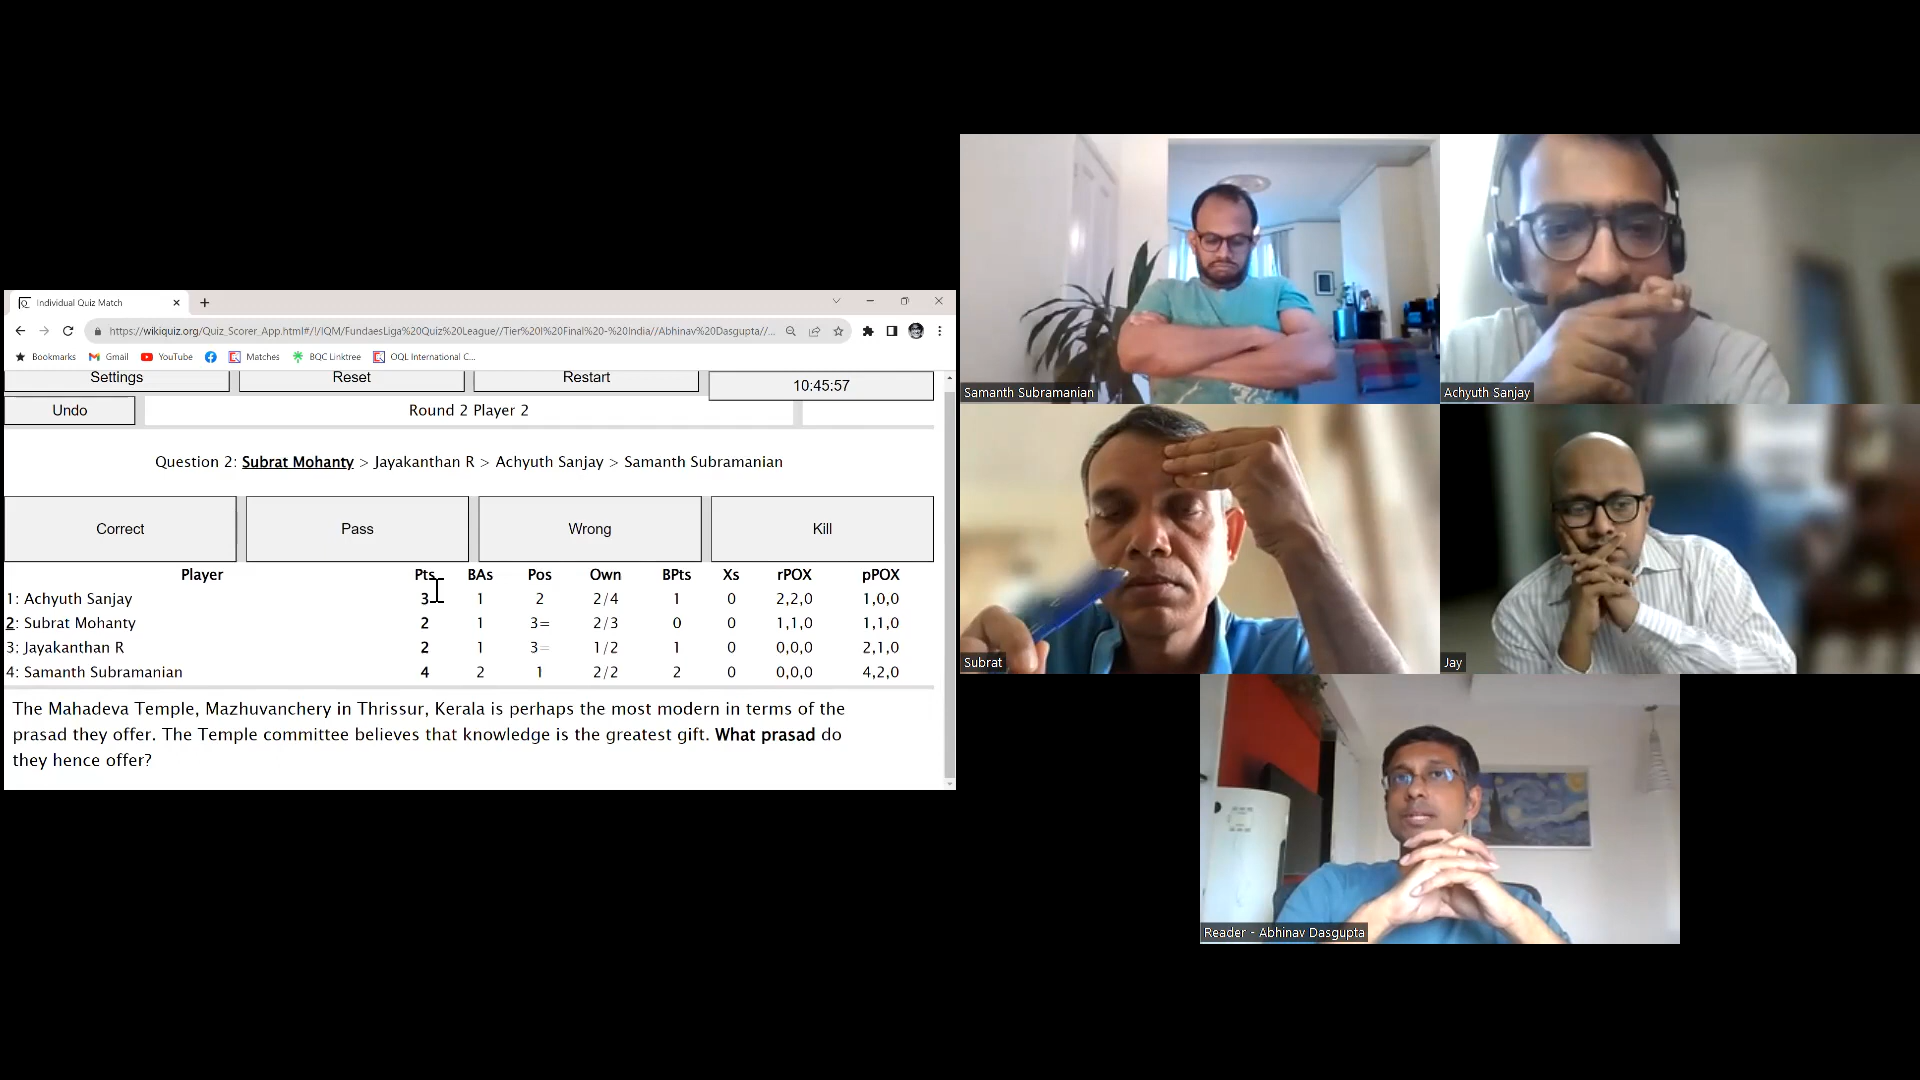 Individual Quiz Match
https://wikiquiz.org/Quiz_Scorer_App.html#/!/IQM/FundaesLiga%20Quiz%20League//Tier%20I%20Final%20-%20India//Abhinav%20Dasgupta//...
Bookmarks Gmail YouTube Matches BQC Linktree OQL International C...
Settings Reset Restart 10:45:57
Undo Round 2 Player 2
Question 2: Subrat Mohanty > Jayakanthan R > Achyuth Sanjay > Samanth Subramanian
Correct Pass Wrong Kill
Player Pts BAs Pos Own BPts Xs rPOX pPOX
1: Achyuth Sanjay 3 1 2 2/4 1 0 2,2,0 1,0,0
2: Subrat Mohanty 2 1 3= 2/3 0 0 1,1,0 1,1,0
3: Jayakanthan R 2 1 3= 1/2 1 0 0,0,0 2,1,0
4: Samanth Subramanian 4 2 1 2/2 2 0 0,0,0 4,2,0
The Mahadeva Temple, Mazhuvanchery in Thrissur, Kerala is perhaps the most modern in terms of the
prasad they offer. The Temple committee believes that knowledge is the greatest gift. What prasad do
they hence offer?
Samanth Subramanian
Achyuth Sanjay
Subrat
Jay
Reader - Abhinav Dasgupta